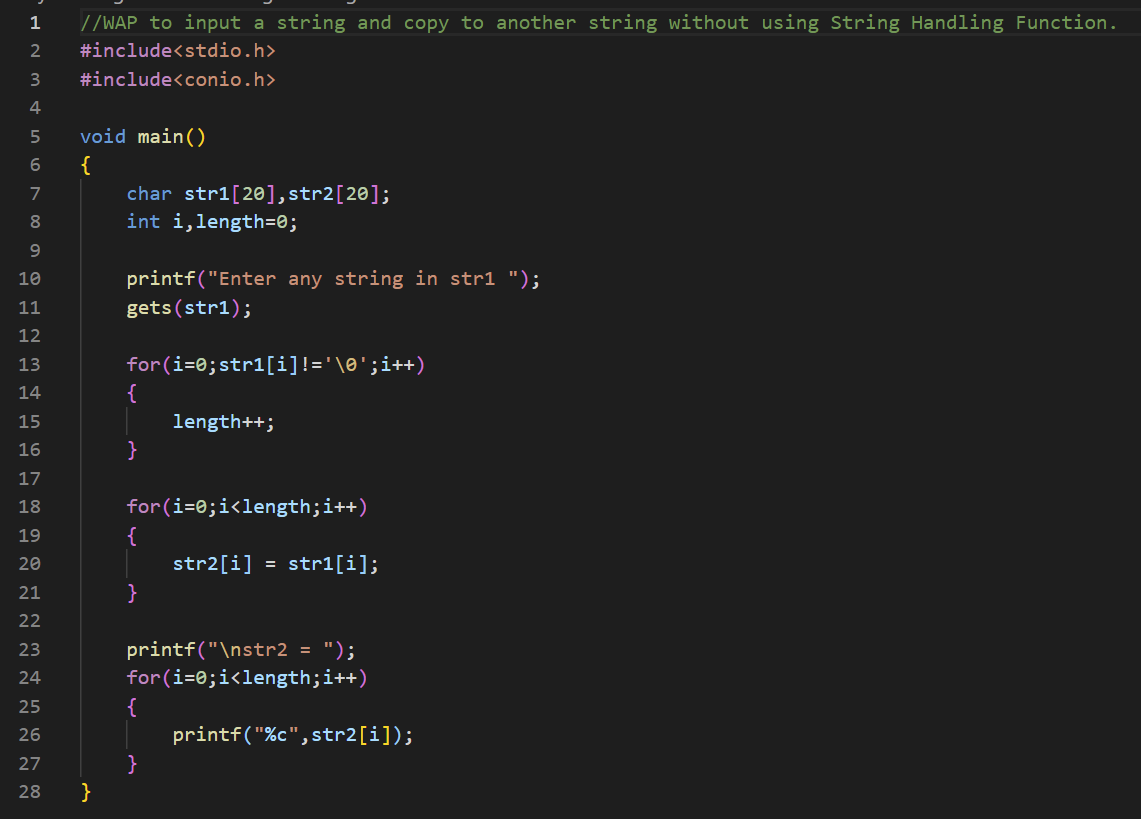 1 //WAP to input a string and copy to another string without using String Handling Function.
2 #include<stdio.h>
3 #include<conio.h>
4
5 void main()
6 {
7     char str1[20],str2[20];
8     int i,length=0;
9
10     printf("Enter any string in str1 ");
11     gets(str1);
12
13     for(i=0;str1[i]!='\0';i++)
14     {
15         length++;
16     }
17
18     for(i=0;i<length;i++)
19     {
20         str2[i] = str1[i];
21     }
22
23     printf("\nstr2 = ");
24     for(i=0;i<length;i++)
25     {
26         printf("%c",str2[i]);
27     }
28 }